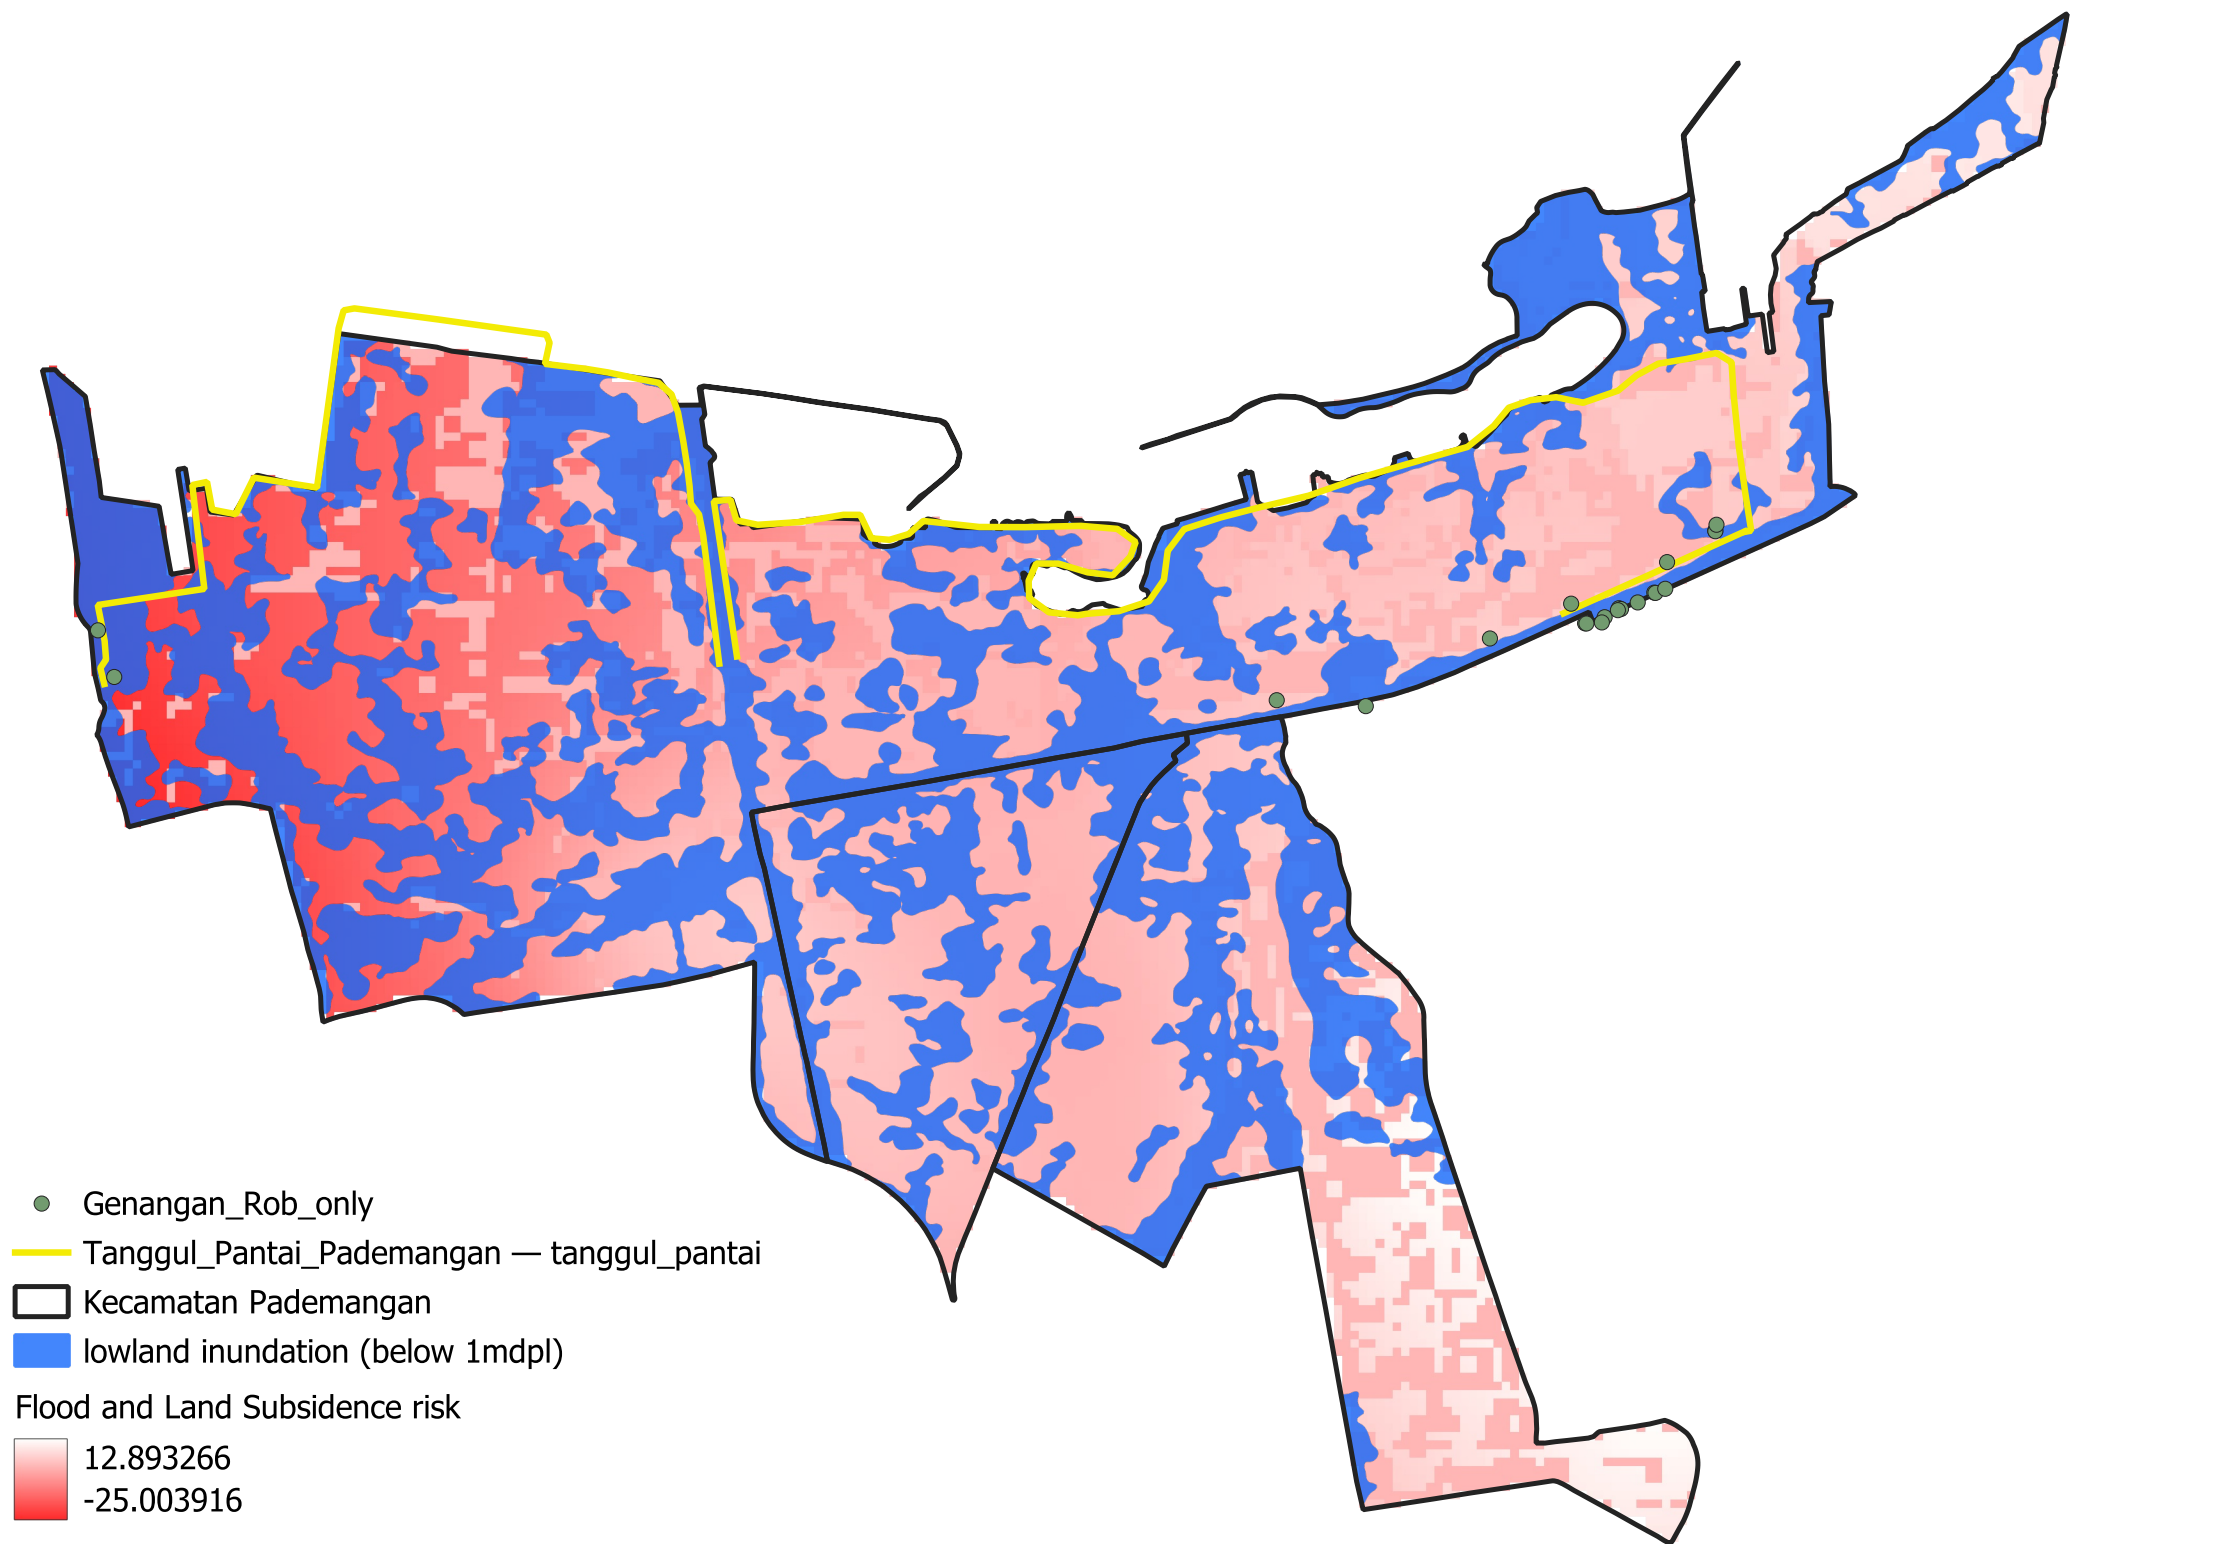 Genangan_Rob_only
Tanggul_Pantai_Pademangan — tanggul_pantai
Kecamatan Pademangan
lowland inundation (below 1mdpl)
Flood and Land Subsidence risk
12.893266
-25.003916